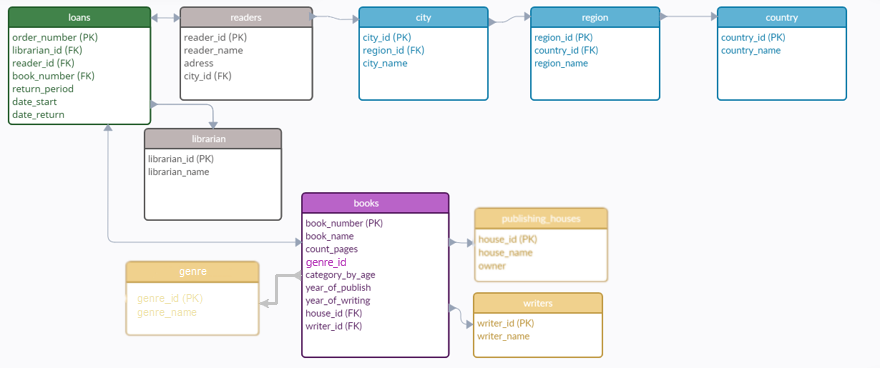 loans
order_number (PK)
librarian_id (FK)
reader_id (FK)
book_number (FK)
return_period
date_start
date_return
readers
reader_id (PK)
reader_name
adress
city_id (FK)
city
city_id (PK)
region_id (FK)
city_name
region
region_id (PK)
country_id (FK)
region_name
country
country_id (PK)
country_name
librarian
librarian_id (PK)
librarian_name
books
book_number (PK)
book_name
count_pages
genre_id
category_by_age
year_of_publish
year_of_writing
house_id (FK)
writer_id (FK)
publishing_houses
house_id (PK)
house_name
owner
genre
genre_id (PK)
genre_name
writers
writer_id (PK)
writer_name